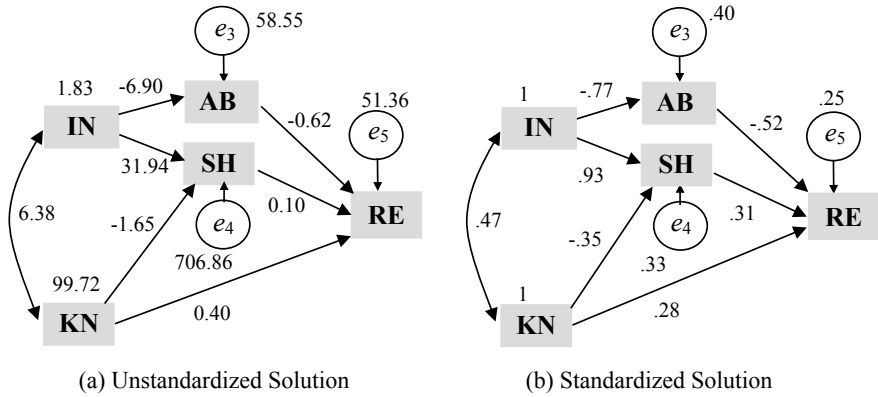 e3
58.55
1.83
-6.90
AB
IN
-0.62
51.36
e5
31.94
SH
6.38
-1.65
e4
0.10
RE
706.86
99.72
KN
0.40
(a) Unstandardized Solution
e3
.40
1
-.77
AB
IN
-.52
.25
e5
.93
SH
.47
-.35
e4
.31
RE
.33
1
KN
.28
(b) Standardized Solution